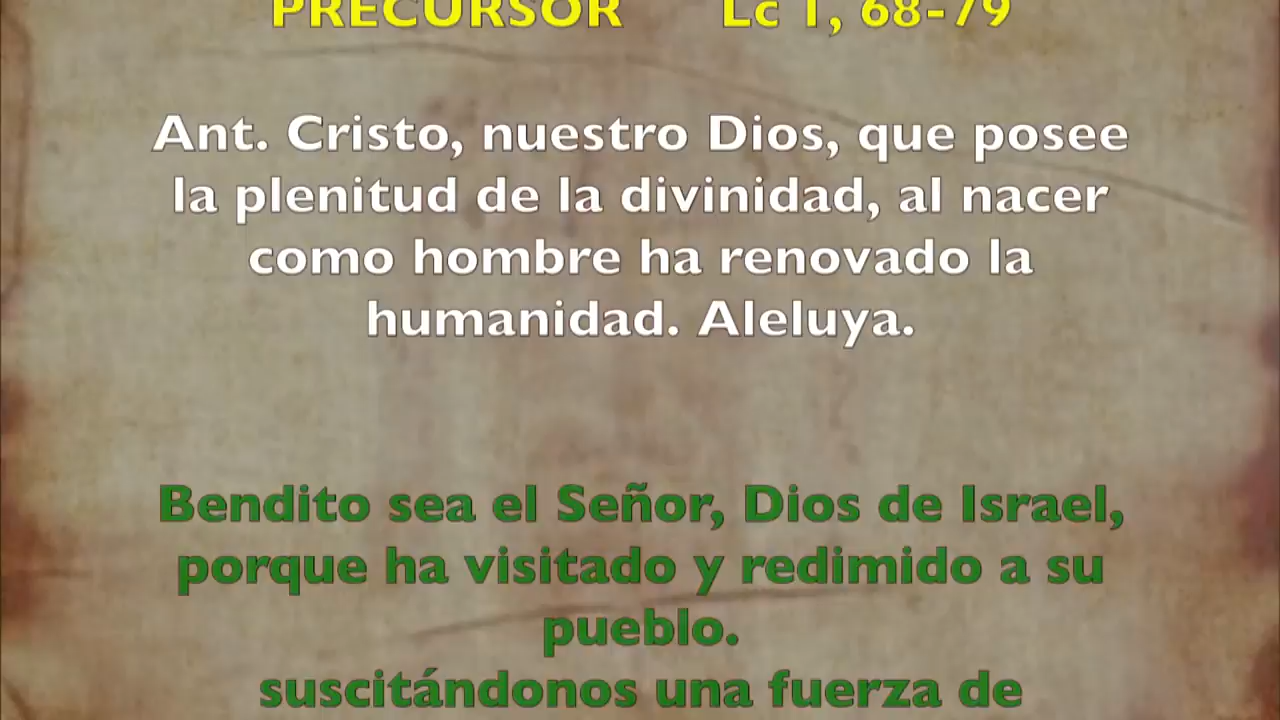 PRECURSOR Lc 1, 68-79
Ant. Cristo, nuestro Dios, que posee
la plenitud de la divinidad, al nacer
como hombre ha renovado la
humanidad. Aleluya.
Bendito sea el Señor, Dios de Israel,
porque ha visitado y redimido a su
pueblo.
suscitándonos una fuerza de